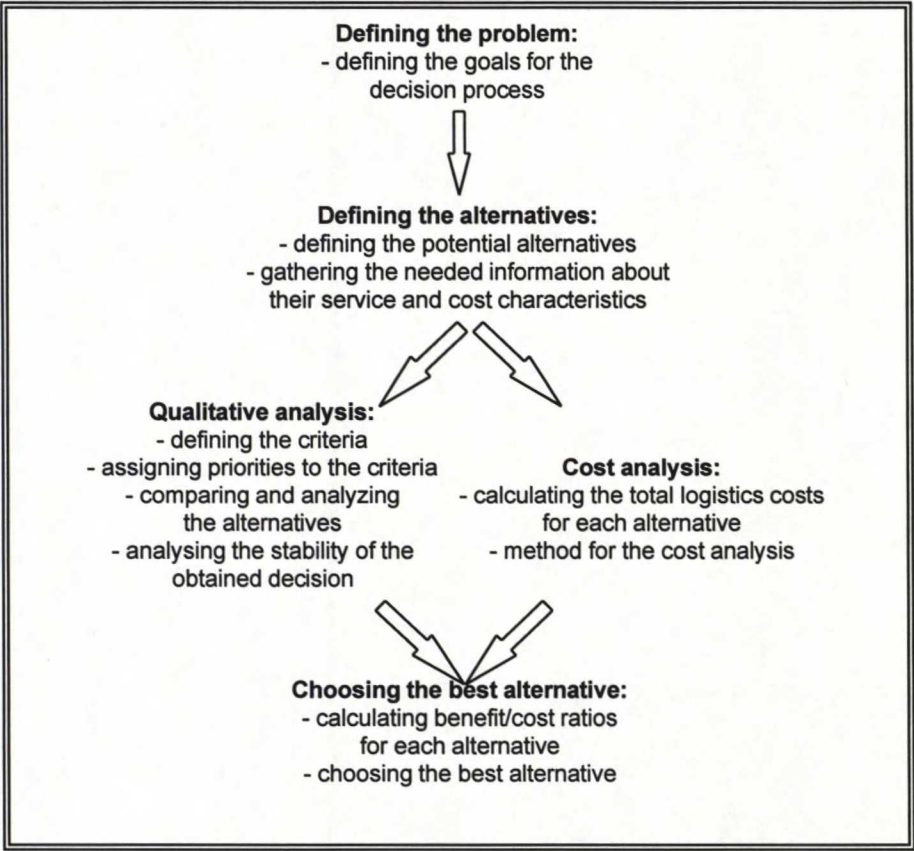 Defining the problem:
- defining the goals for the
decision process
Defining the alternatives:
- defining the potential alternatives
- gathering the needed information about
their service and cost characteristics
Qualitative analysis:
- defining the criteria
- assigning priorities to the criteria
- comparing and analyzing
the alternatives
- analysing the stability of the
obtained decision
Cost analysis:
- calculating the total logistics costs
for each alternative
- method for the cost analysis
Choosing the best alternative:
- calculating benefit/cost ratios
for each alternative
- choosing the best alternative